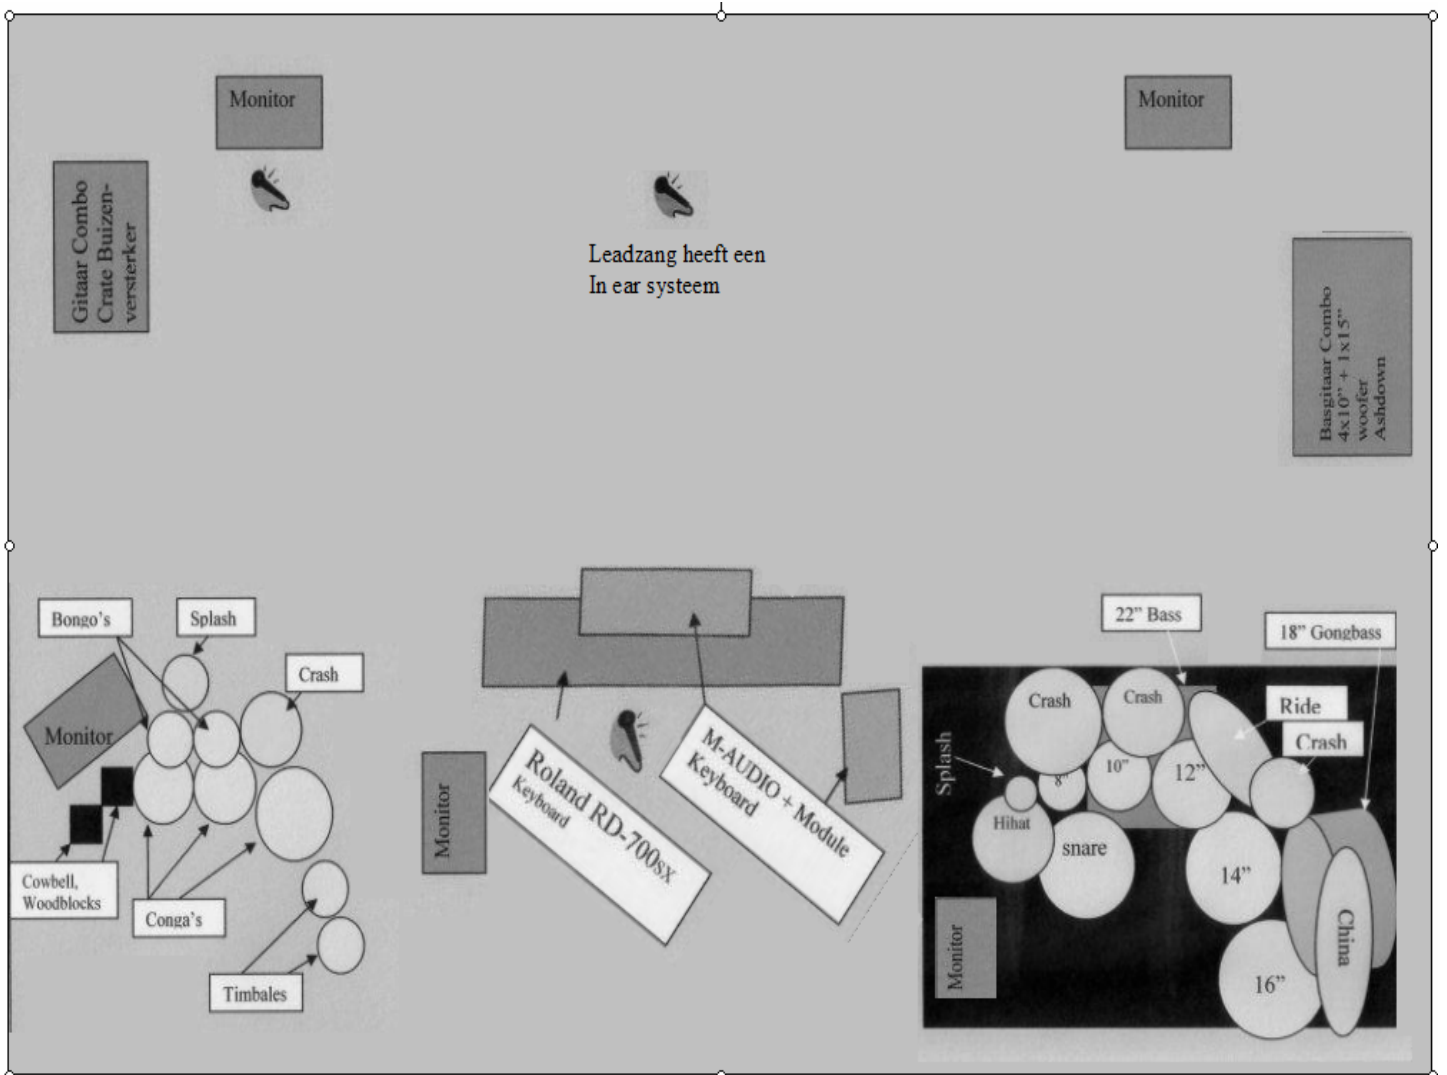 Monitor
Monitor
Gitaar Combo
Crate Buizen-
versterker
Leadzang heeft een
In ear systeem
Basgitaar Combo
4x10” + 1x15”
woofer
Ashdown
Bongo’s
Splash
Crash
Monitor
Cowbell,
Woodblocks
Conga’s
Timbales
Monitor
Roland RD-700sx
Keyboard
M-AUDIO + Module
Keyboard
22” Bass
18” Gongbass
Crash
Crash
Ride
Crash
Splash
8”
10”
12”
Hihat
snare
14”
Monitor
China
16”